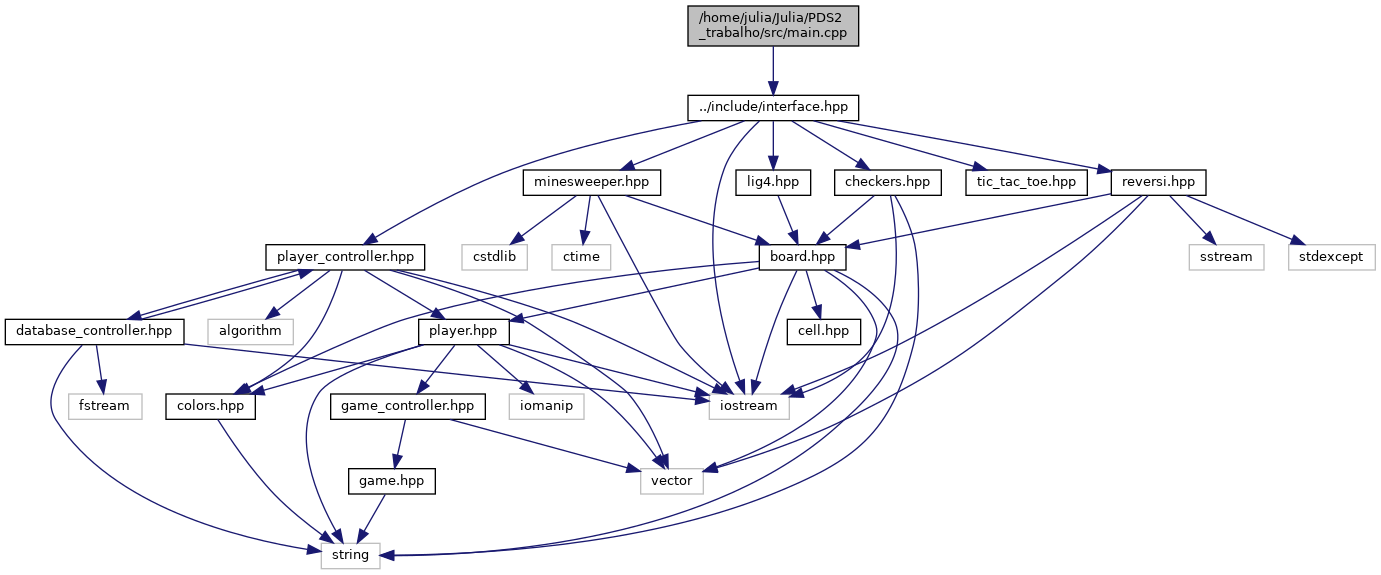 /home/julia/Julia/PDS2
_trabalho/src/main.cpp
../include/interface.hpp
minesweeper.hpp
lig4.hpp
checkers.hpp
tic_tac_toe.hpp
reversi.hpp
player_controller.hpp
cstdlib
ctime
board.hpp
sstream
stdexcept
database_controller.hpp
algorithm
player.hpp
cell.hpp
fstream
colors.hpp
game_controller.hpp
iomanip
iostream
game.hpp
vector
string